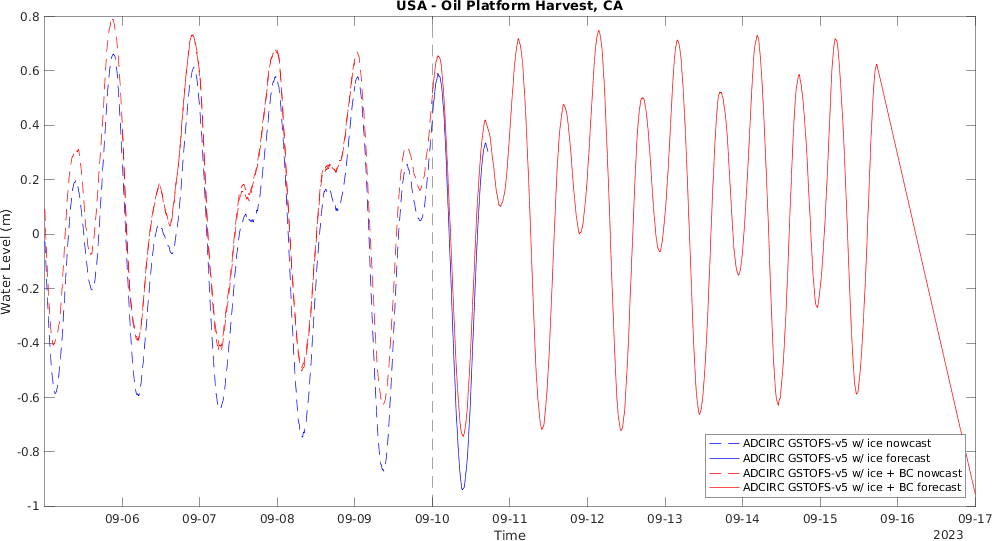 USA - Oil Platform Harvest, CA
Water Level (m)
0.8
0.6
0.4
0.2
0
-0.2
-0.4
-0.6
-0.8
-1
ADCIRC GSTOFS-v5 w/ ice nowcast
ADCIRC GSTOFS-v5 w/ ice forecast
ADCIRC GSTOFS-v5 w/ ice + BC nowcast
ADCIRC GSTOFS-v5 w/ ice + BC forecast
09-06 09-07 09-08 09-09 09-10 09-11 09-12 09-13 09-14 09-15 09-16 09-17
Time
2023